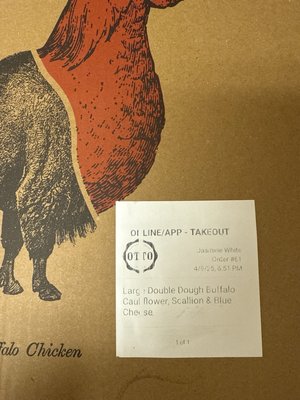 ONLINE/APP - TAKEOUT
OTTO
Jasmine White
Order #61
4/9/25, 6:51 PM
Large Double Dough Buffalo
Cauliflower, Scallion & Blue
Cheese
1 of 1
falo Chicken